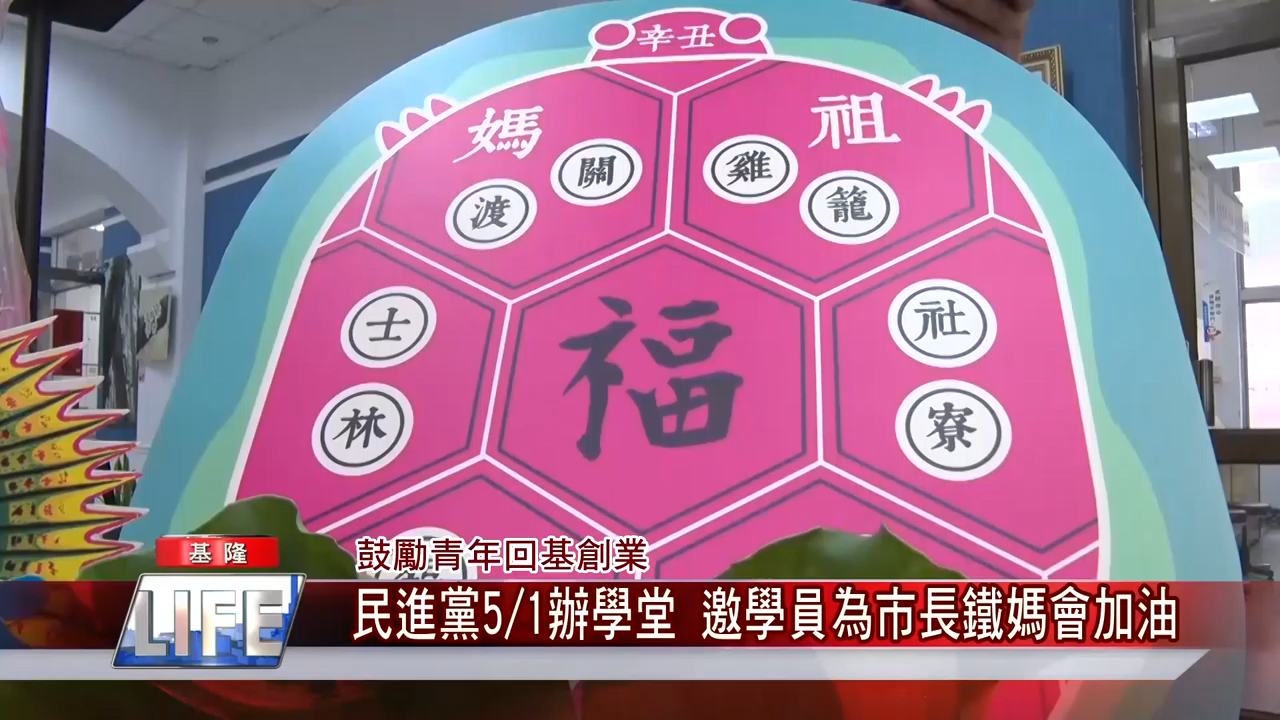 辛丑
媽祖
關
雞
渡
籠
士
社
福
林
寮
基隆
LIFE
鼓勵青年回基創業
民進黨5/1辦學堂 邀學員為市長鐵媽會加油